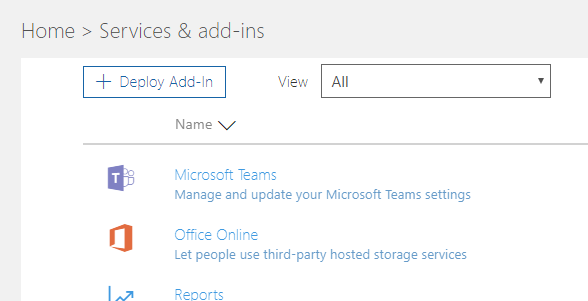 Home > Services & add-ins
+ Deploy Add-In View All
Name
Microsoft Teams
Manage and update your Microsoft Teams settings
Office Online
Let people use third-party hosted storage services
Reports